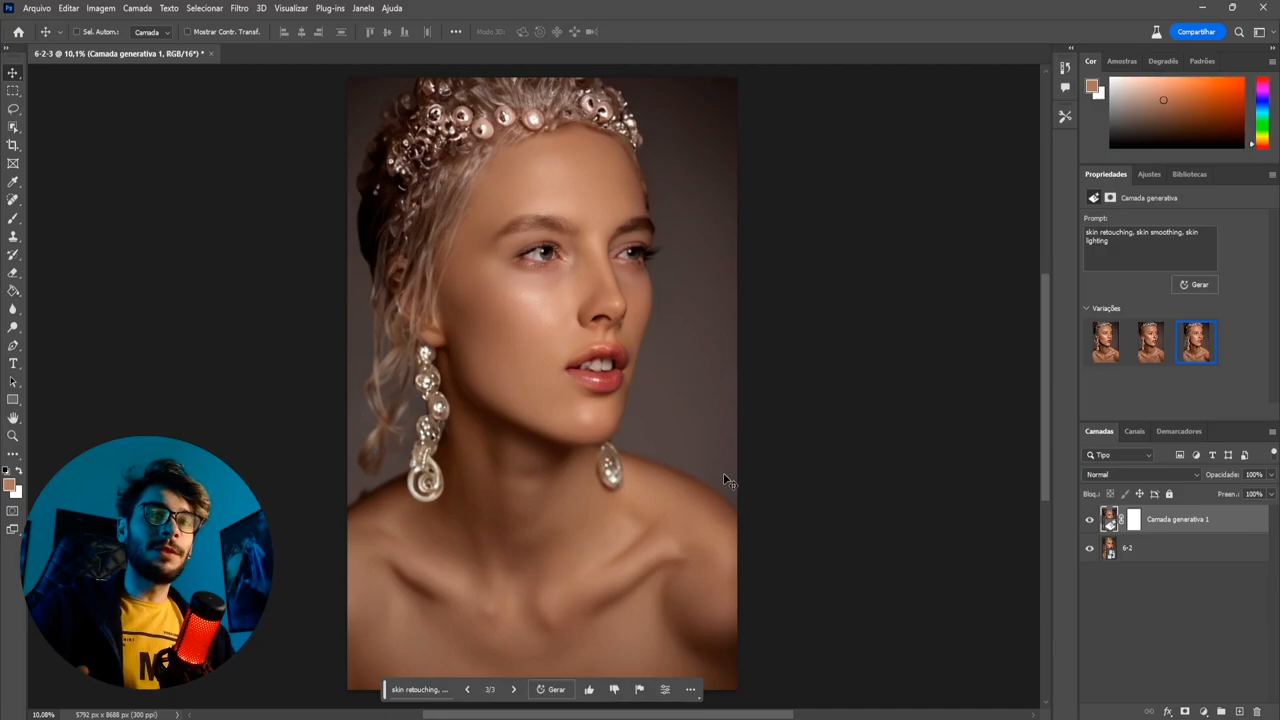 Ps Arquivo Editar Imagem Camada Texto Selecionar Filtro 3D Visualizar Plug-ins Janela Ajuda
Sel. Autom.: Camada Mostrar Contr. Transf. ••• Modo 3D: Compartilhar
6-2-3 @ 10,1% (Camada generativa 1, RGB/16*) * ×
Cor Amostras Degradês Padrões
Propriedades Ajustes Bibliotecas
Camada generativa
Prompt:
skin retouching, skin smoothing, skin
lighting
Gerar
Variações
Camadas Canais Demarcadores
Tipo
Normal Opacidade: 100%
Bloq.: Preen.: 100%
Camada generativa 1
6-2
skin retouching, ... 3/3 Gerar •••
10,08% 5792 px x 8688 px (300 ppi)
M
fx